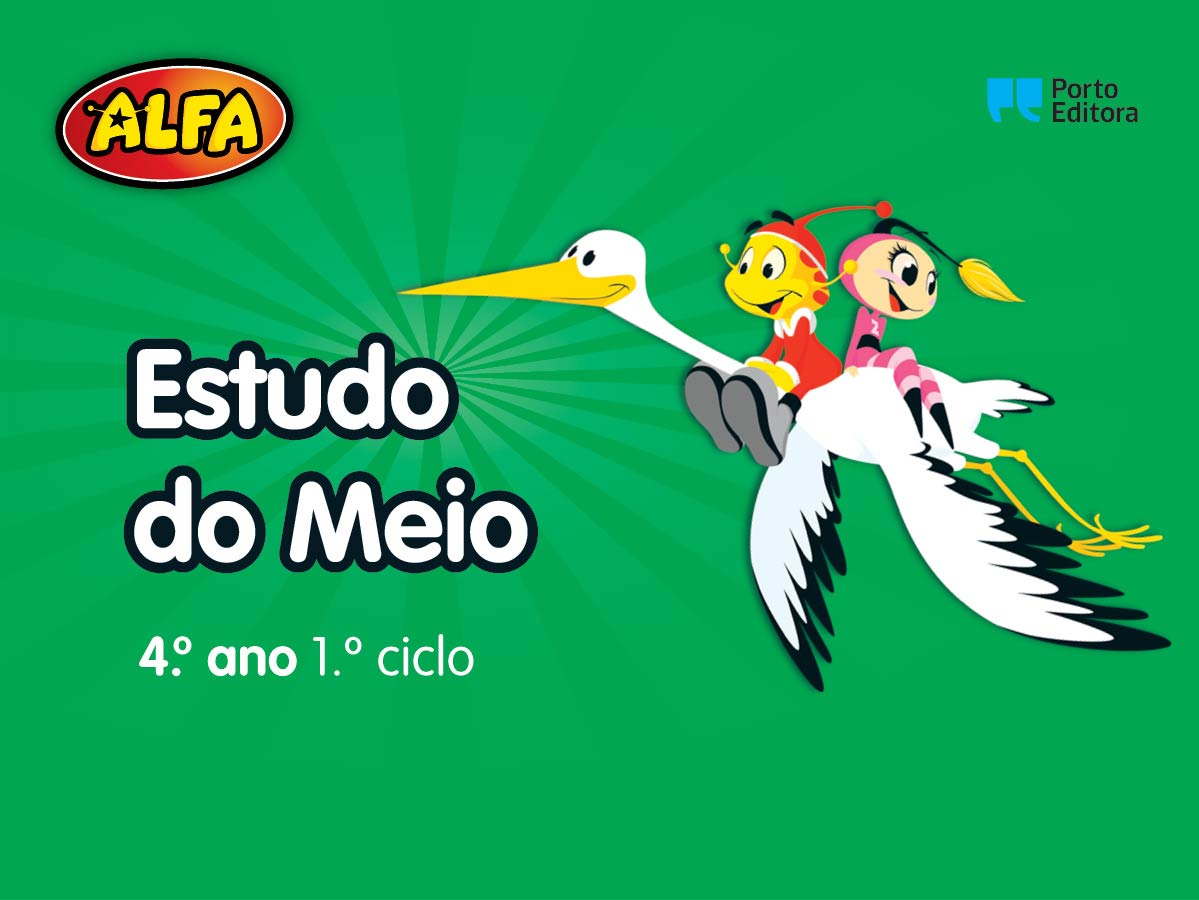 ALFA
Porto
Editora
Estudo
do Meio
4.º ano 1.º ciclo